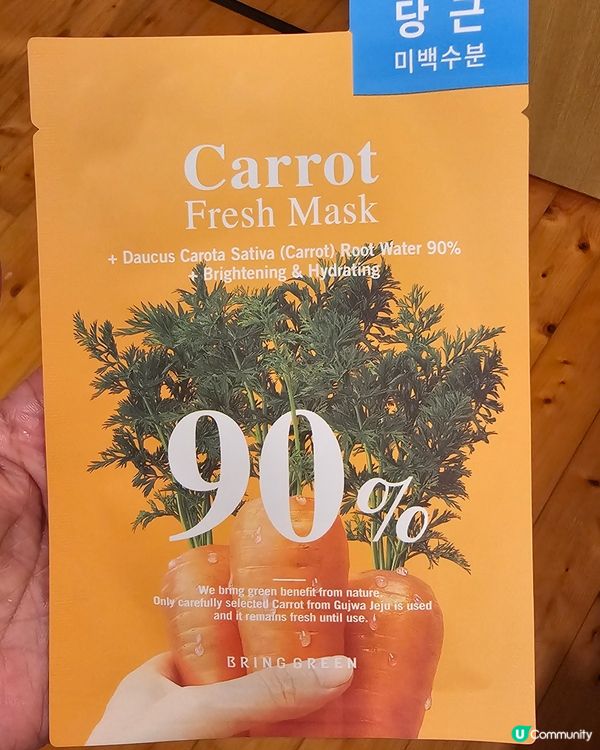 당근
미백수분
Carrot
Fresh Mask
+ Daucus Carota Sativa (Carrot) Root Water 90%
+ Brightening & Hydrating
90%
We bring green benefit from nature.
Only carefully selected Carrot from Gujwa Jeju is used
and it remains fresh until use.
BRING GREEN
U Community